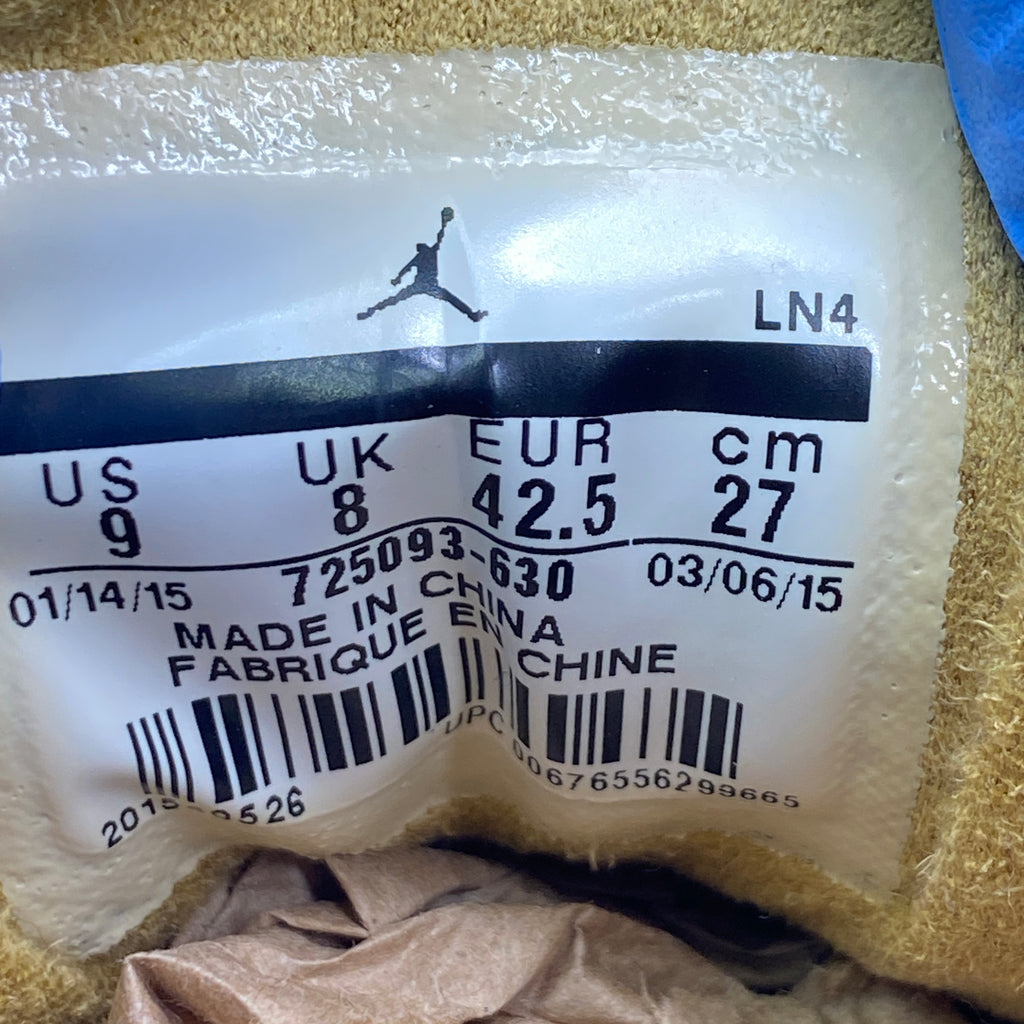 LN4
US UK EUR cm
9 8 42.5 27
01/14/15 725093-630 03/06/15
MADE IN CHINA
FABRIQUE EN CHINE
UPC 00676556299665